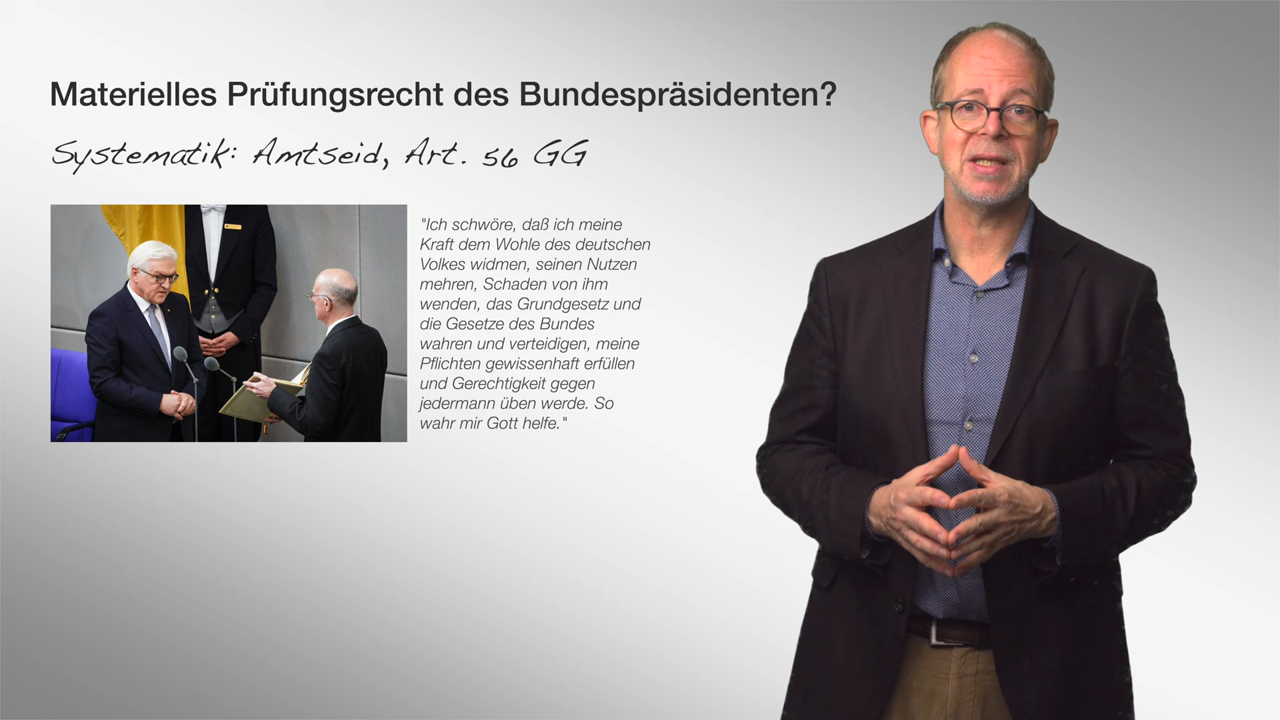 Materielles Prüfungsrecht des Bundespräsidenten?
Systematik: Amtseid, Art. 56 GG
"Ich schwöre, daß ich meine
Kraft dem Wohle des deutschen
Volkes widmen, seinen Nutzen
mehren, Schaden von ihm
wenden, das Grundgesetz und
die Gesetze des Bundes
wahren und verteidigen, meine
Pflichten gewissenhaft erfüllen
und Gerechtigkeit gegen
jedermann üben werde. So
wahr mir Gott helfe."